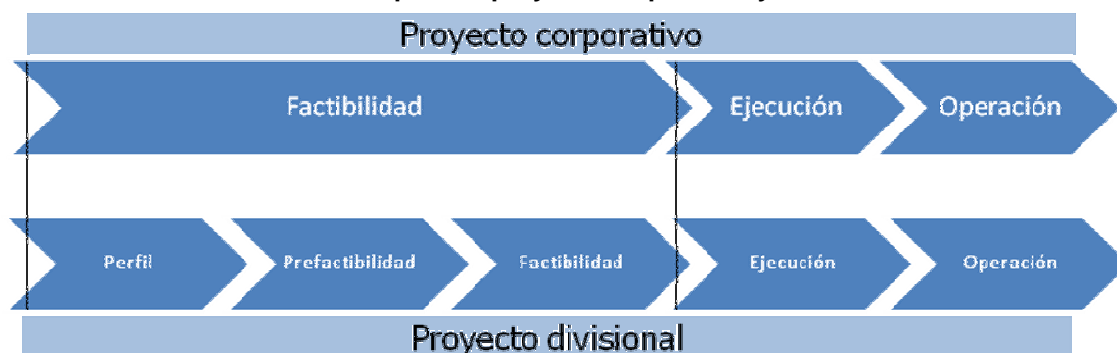 Proyecto corporativo
Factibilidad Ejecución Operación
Perfil Prefactibilidad Factibilidad Ejecución Operación
Proyecto divisional